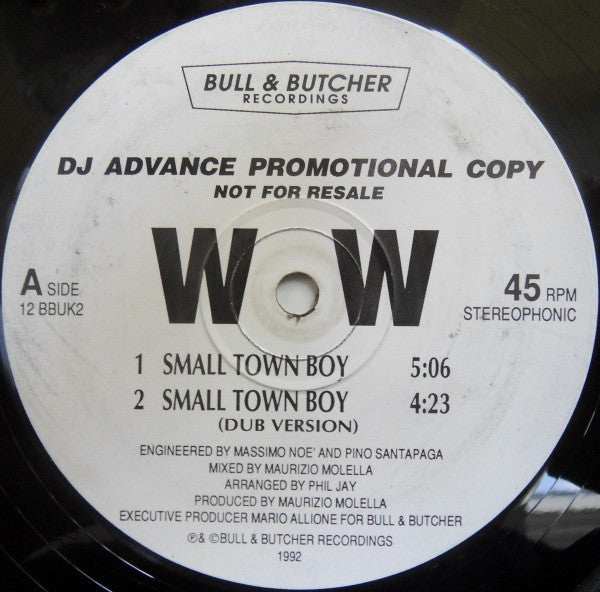 BULL & BUTCHER
RECORDINGS
DJ ADVANCE PROMOTIONAL COPY
NOT FOR RESALE
W W
A SIDE
12 BBUK2
45 RPM
STEREOPHONIC
1 SMALL TOWN BOY 5:06
2 SMALL TOWN BOY 4:23
(DUB VERSION)
ENGINEERED BY MASSIMO NOE' AND PINO SANTAPAGA
MIXED BY MAURIZIO MOLELLA
ARRANGED BY PHIL JAY
PRODUCED BY MAURIZIO MOLELLA
EXECUTIVE PRODUCER MARIO ALLIONE FOR BULL & BUTCHER
℗& ©BULL & BUTCHER RECORDINGS
1992